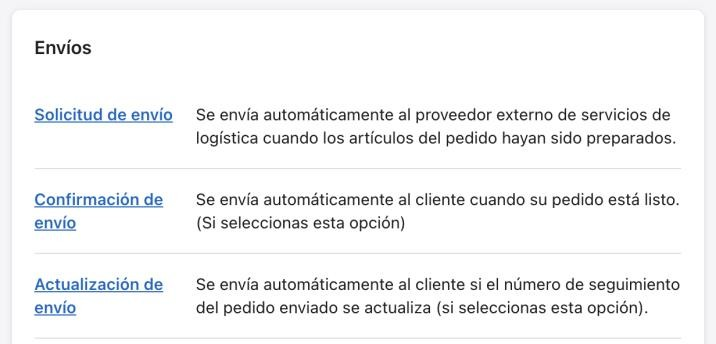 Envíos
Solicitud de envío
Se envía automáticamente al proveedor externo de servicios de
logística cuando los artículos del pedido hayan sido preparados.
Confirmación de
envío
Se envía automáticamente al cliente cuando su pedido está listo.
(Si seleccionas esta opción)
Actualización de
envío
Se envía automáticamente al cliente si el número de seguimiento
del pedido enviado se actualiza (si seleccionas esta opción).